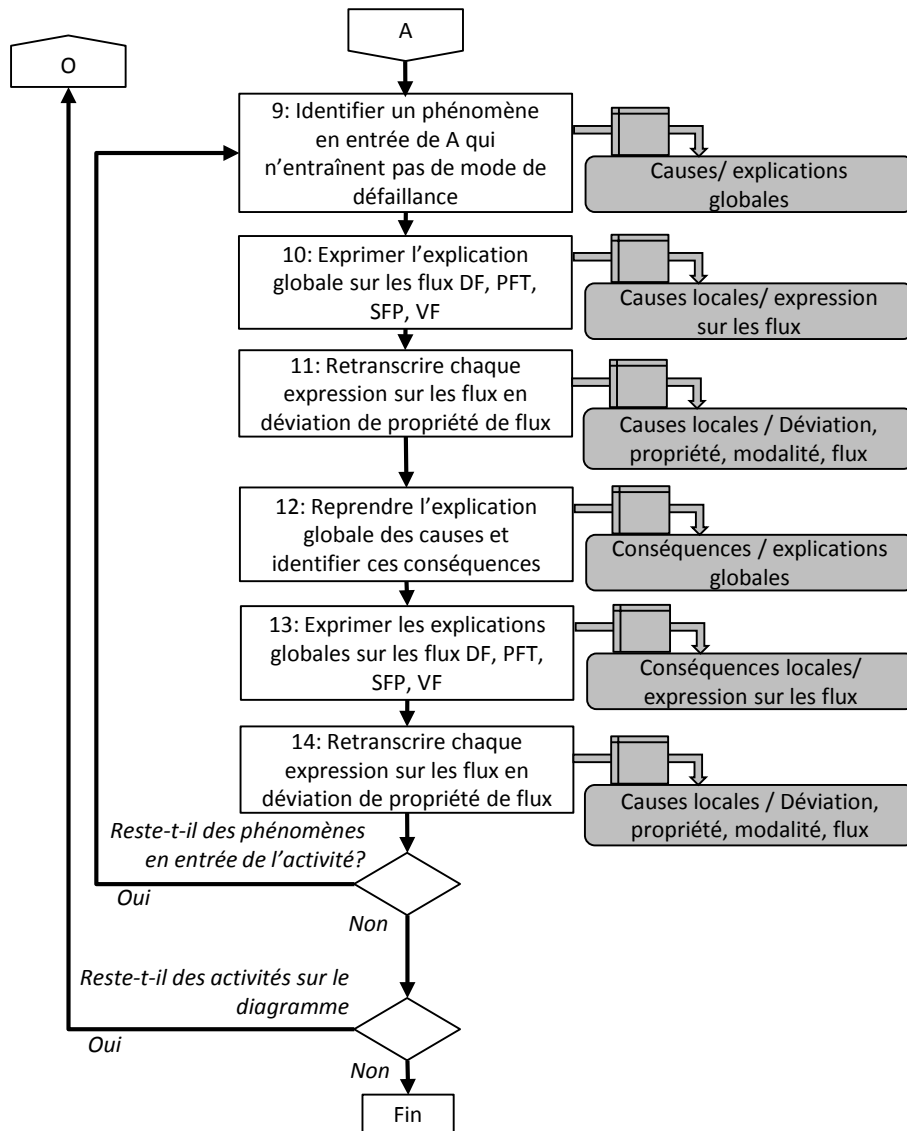 A
O
9: Identifier un phénomène
en entrée de A qui
n'entraînent pas de mode de
défaillance
Causes/ explications
globales
10: Exprimer l'explication
globale sur les flux DF, PFT,
SFP, VF
Causes locales/ expression
sur les flux
11: Retranscrire chaque
expression sur les flux en
déviation de propriété de flux
Causes locales / Déviation,
propriété, modalité, flux
12: Reprendre l'explication
globale des causes et
identifier ces conséquences
Conséquences / explications
globales
13: Exprimer les explications
globales sur les flux DF, PFT,
SFP, VF
Conséquences locales/
expression sur les flux
14: Retranscrire chaque
expression sur les flux en
déviation de propriété de flux
Causes locales / Déviation,
propriété, modalité, flux
Reste-t-il des phénomènes
en entrée de l'activité?
Oui
Non
Reste-t-il des activités sur le
diagramme
Oui
Non
Fin